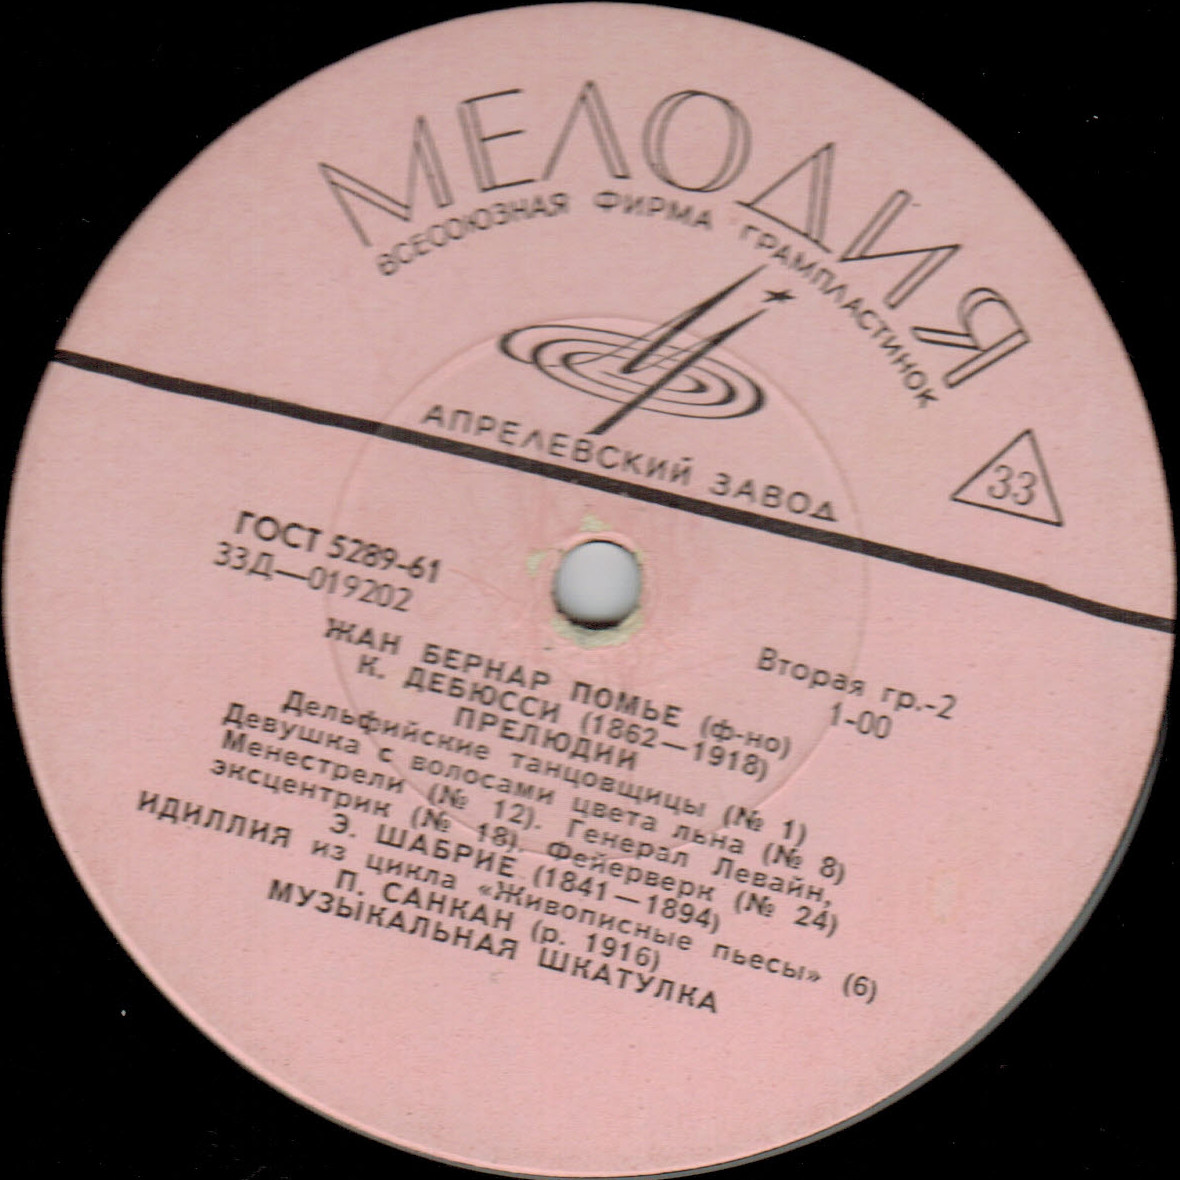 МЕЛОДИЯ
ВСЕСОЮЗНАЯ ФИРМА ГРАМПЛАСТИНОК
АПРЕЛЕВСКИЙ ЗАВОД
33
ГОСТ 5289-61
33Д—019202
Вторая гр.-2
1-00
ЖАН БЕРНАР ПОМЬЕ (ф-но)
К. ДЕБЮССИ (1862—1918)
ПРЕЛЮДИИ
Дельфийские танцовщицы (№ 1)
Девушка с волосами цвета льна (№ 8)
Менестрели (№ 12). Генерал Левайн,
эксцентрик (№ 18). Фейерверк (№ 24)
Э. ШАБРИЕ (1841—1894)
ИДИЛЛИЯ из цикла «Живописные пьесы» (6)
П. САНКАН (р. 1916)
МУЗЫКАЛЬНАЯ ШКАТУЛКА